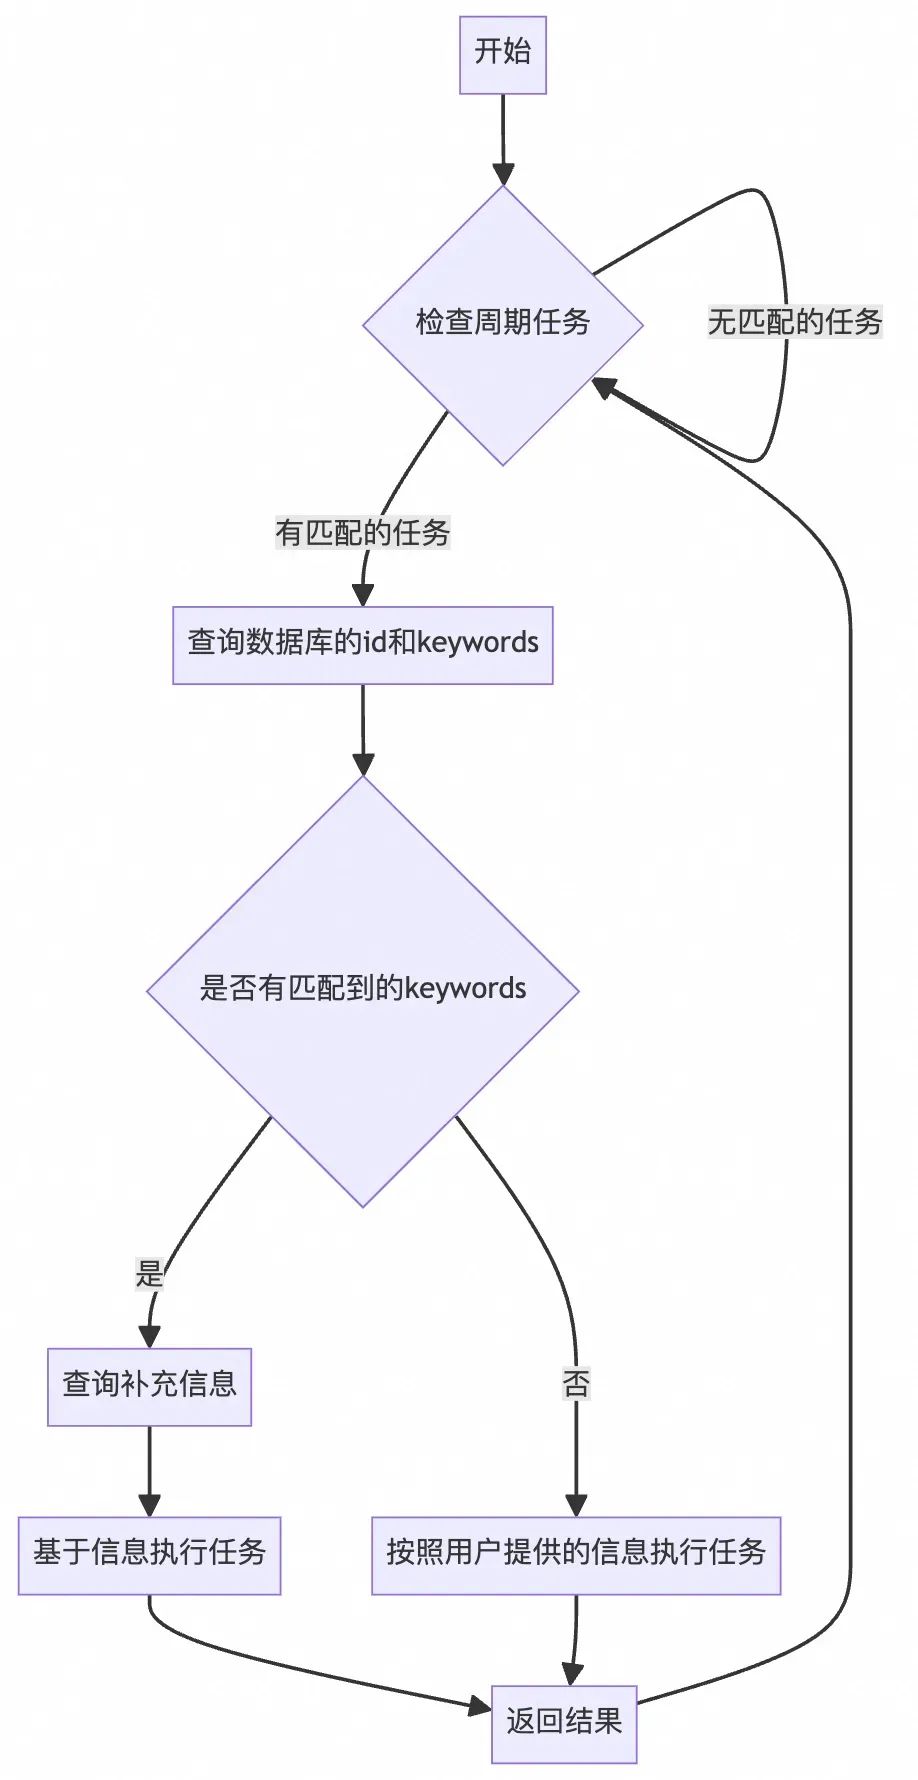 开始
检查周期任务
无匹配的任务
有匹配的任务
查询数据库的id和keywords
是否有匹配到的keywords
是
查询补充信息
否
基于信息执行任务
按照用户提供的信息执行任务
返回结果